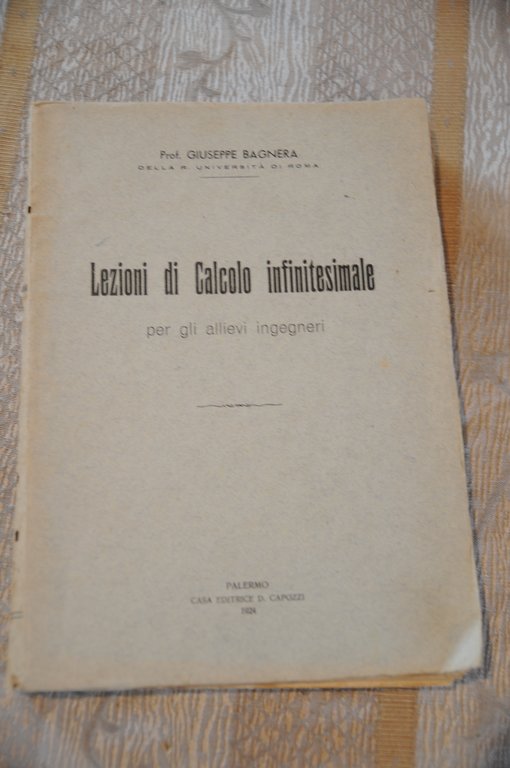 Prof. GIUSEPPE BAGNERA
DELLA R. UNIVERSITÀ DI ROMA
Lezioni di Calcolo infinitesimale
per gli allievi ingegneri
PALERMO
CASA EDITRICE D. CAPOZZI
1924